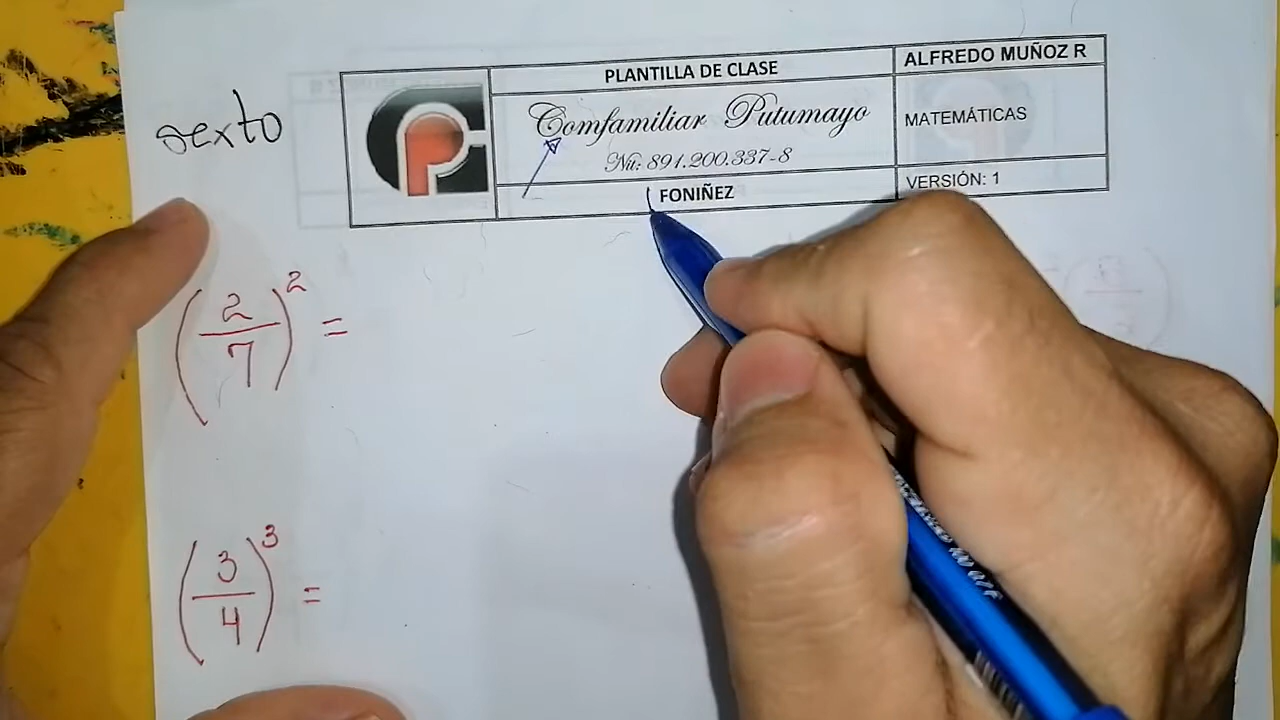 sexto
PLANTILLA DE CLASE
Comfamiliar Putumayo
Nit: 891.200.337-8
FONIÑEZ
ALFREDO MUÑOZ R
MATEMÁTICAS
VERSIÓN: 1
(2/7)² =
(3/4)³ =